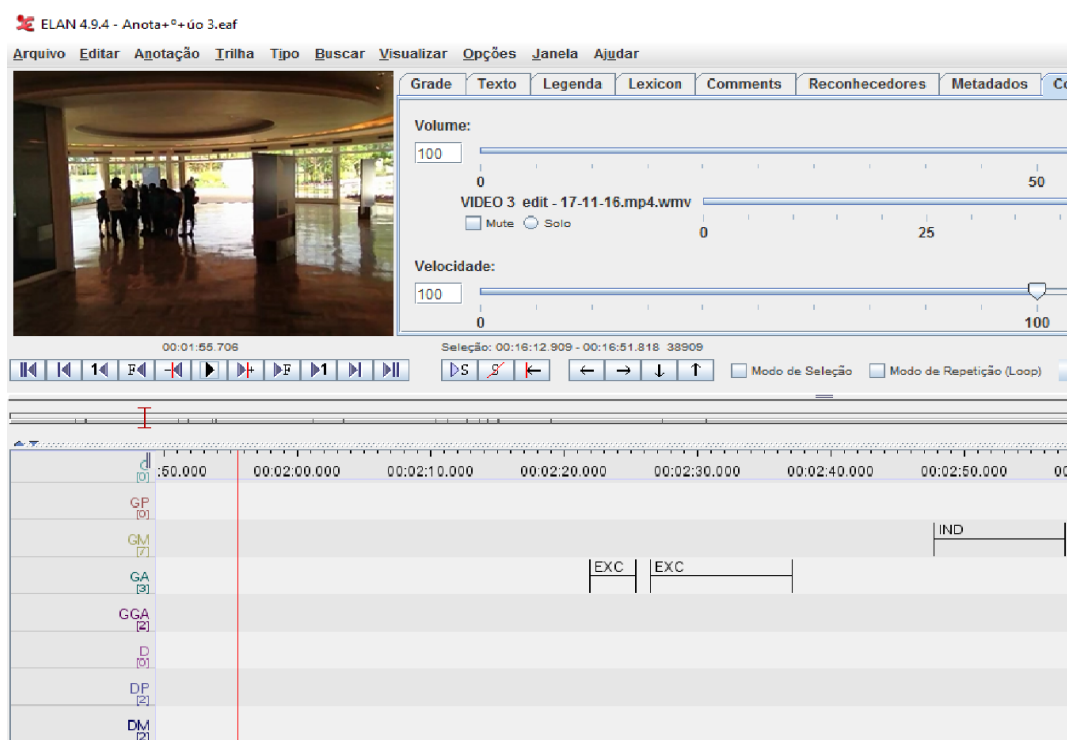 ELAN 4.9.4 - Anota+º+úo 3.eaf
Arquivo Editar Anotação Trilha Tipo Buscar Visualizar Opções Janela Ajudar
Grade Texto Legenda Lexicon Comments Reconhecedores Metadados Co
Volume:
100
0 50
VIDEO 3 edit - 17-11-16.mp4.wmv
Mute Solo
0 25
Velocidade:
100
0 100
00:01:55.706 Seleção: 00:16:12.909 - 00:16:51.818 38909
1 F F 1 S S Modo de Seleção Modo de Repetição (Loop)
d [0] :50.000 00:02:00.000 00:02:10.000 00:02:20.000 00:02:30.000 00:02:40.000 00:02:50.000 00
GP [0]
GM [7] IND
GA [3] EXC EXC
GGA [2]
D [0]
DP [2]
DM [2]